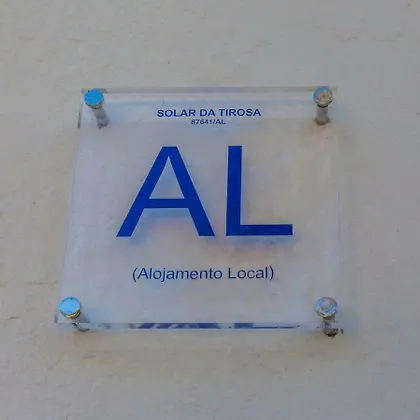 SOLAR DA TIROSA
87641/AL
AL
(Alojamento Local)